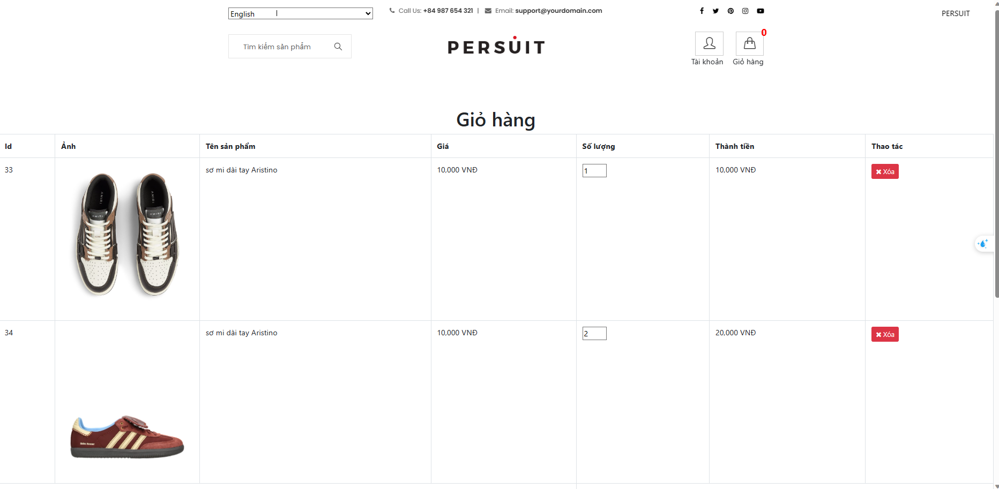 English
Call Us: +84 987 654 321 | Email: support@yourdomain.com
PERSUIT
Tìm kiếm sản phẩm
PERSUIT
0
Tài khoản
Giỏ hàng
Giỏ hàng
Id Ảnh Tên sản phẩm Giá Số lượng Thành tiền Thao tác
33 sơ mi dài tay Aristino 10,000 VNĐ 1 10,000 VNĐ Xóa
AMIRI AMIRI
AMIRI AMIRI
34 sơ mi dài tay Aristino 10,000 VNĐ 2 20,000 VNĐ Xóa